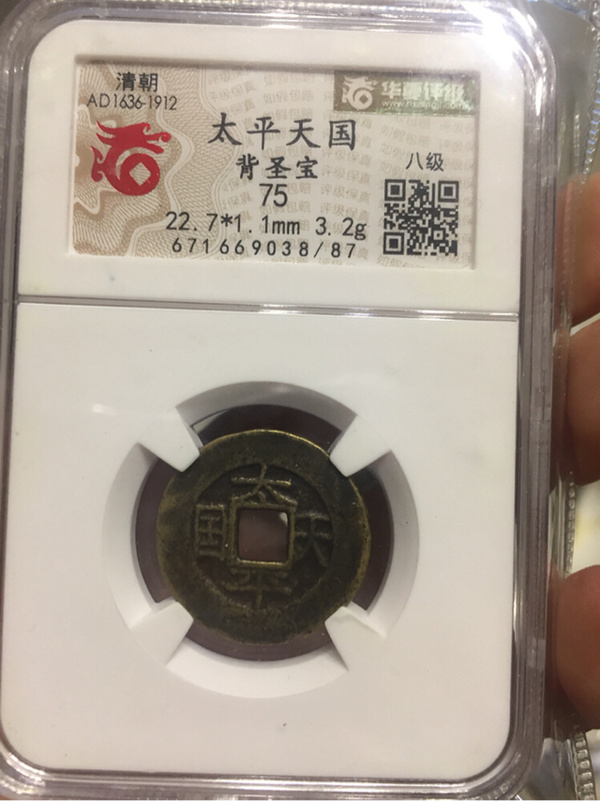 清朝
AD1636-1912
华夏评级
太平天国
背圣宝
75
八级
22.7*1.1mm 3.2g
671669038/87
太
国 天
平